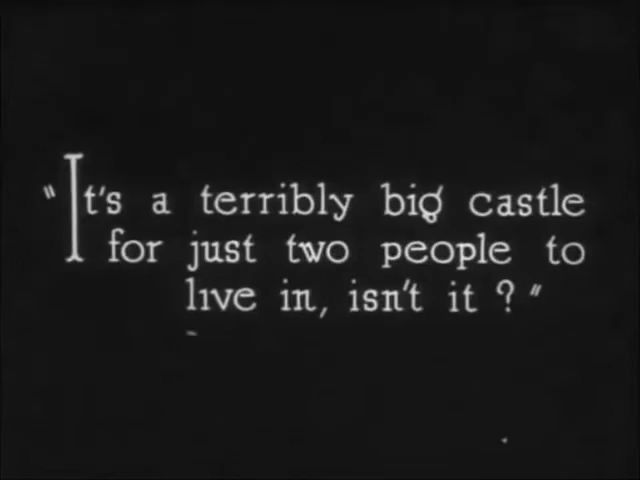 "It's a terribly big castle
for just two people to
live in, isn't it?"